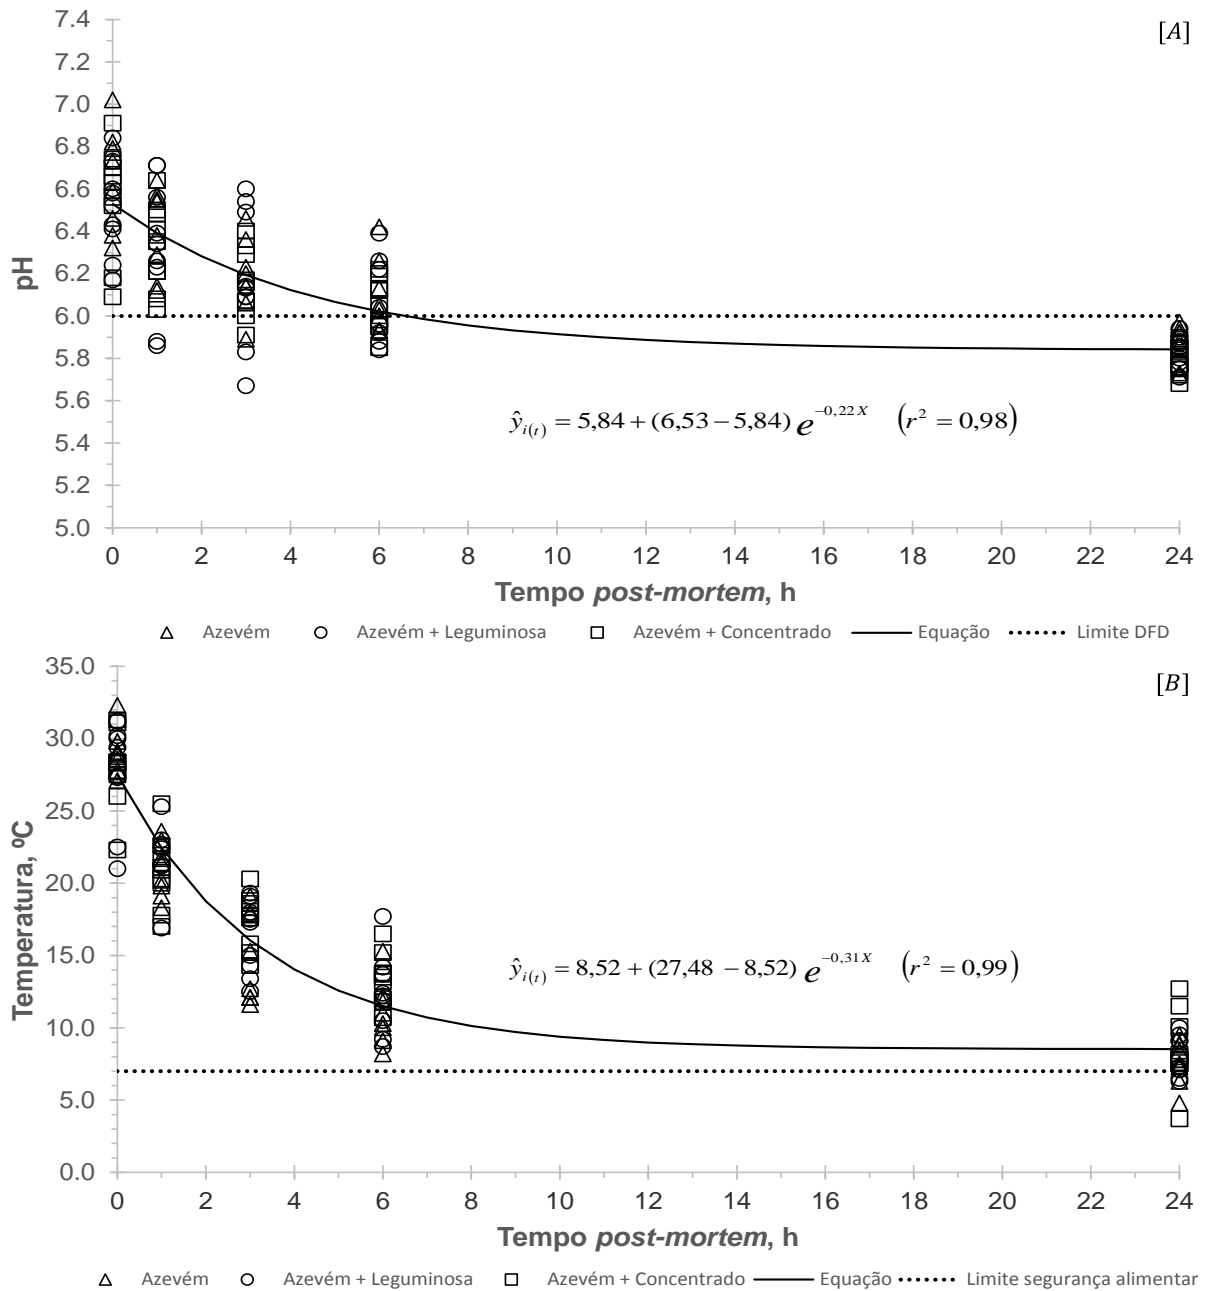 [A]
7.4
7.2
7.0
6.8
6.6
6.4
6.2
6.0
5.8
5.6
5.4
5.2
5.0
pH
ŷi(t) = 5,84 + (6,53 − 5,84) e^−0,22X (r² = 0,98)
0 2 4 6 8 10 12 14 16 18 20 22 24
Tempo post-mortem, h
Azevém Azevém + Leguminosa Azevém + Concentrado Equação Limite DFD
[B]
35.0
30.0
25.0
20.0
15.0
10.0
5.0
0.0
Temperatura, ºC
ŷi(t) = 8,52 + (27,48 − 8,52) e^−0,31X (r² = 0,99)
0 2 4 6 8 10 12 14 16 18 20 22 24
Tempo post-mortem, h
Azevém Azevém + Leguminosa Azevém + Concentrado Equação Limite segurança alimentar